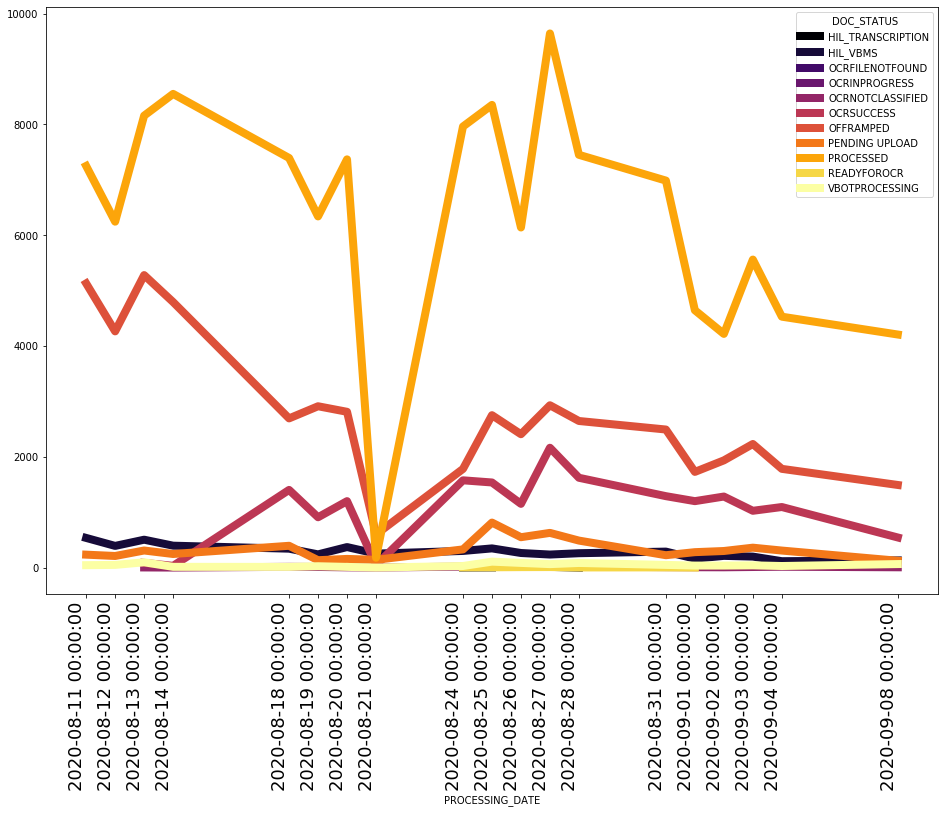 10000
8000
6000
4000
2000
0
DOC_STATUS
HIL_TRANSCRIPTION
HIL_VBMS
OCRFILENOTFOUND
OCRINPROGRESS
OCRNOTCLASSIFIED
OCRSUCCESS
OFFRAMPED
PENDING UPLOAD
PROCESSED
READYFOROCR
VBOTPROCESSING
2020-08-11 00:00:00
2020-08-12 00:00:00
2020-08-13 00:00:00
2020-08-14 00:00:00
2020-08-18 00:00:00
2020-08-19 00:00:00
2020-08-20 00:00:00
2020-08-21 00:00:00
2020-08-24 00:00:00
2020-08-25 00:00:00
2020-08-26 00:00:00
2020-08-27 00:00:00
2020-08-28 00:00:00
2020-08-31 00:00:00
2020-09-01 00:00:00
2020-09-02 00:00:00
2020-09-03 00:00:00
2020-09-04 00:00:00
2020-09-08 00:00:00
PROCESSING_DATE